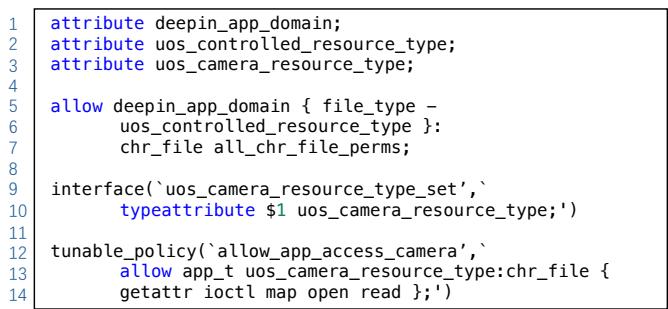 1 attribute deepin_app_domain;
2 attribute uos_controlled_resource_type;
3 attribute uos_camera_resource_type;
4
5 allow deepin_app_domain { file_type –
6 uos_controlled_resource_type }:
7 chr_file all_chr_file_perms;
8
9 interface(`uos_camera_resource_type_set',`
10 typeattribute $1 uos_camera_resource_type;')
11
12 tunable_policy(`allow_app_access_camera',`
13 allow app_t uos_camera_resource_type:chr_file {
14 getattr ioctl map open read };')